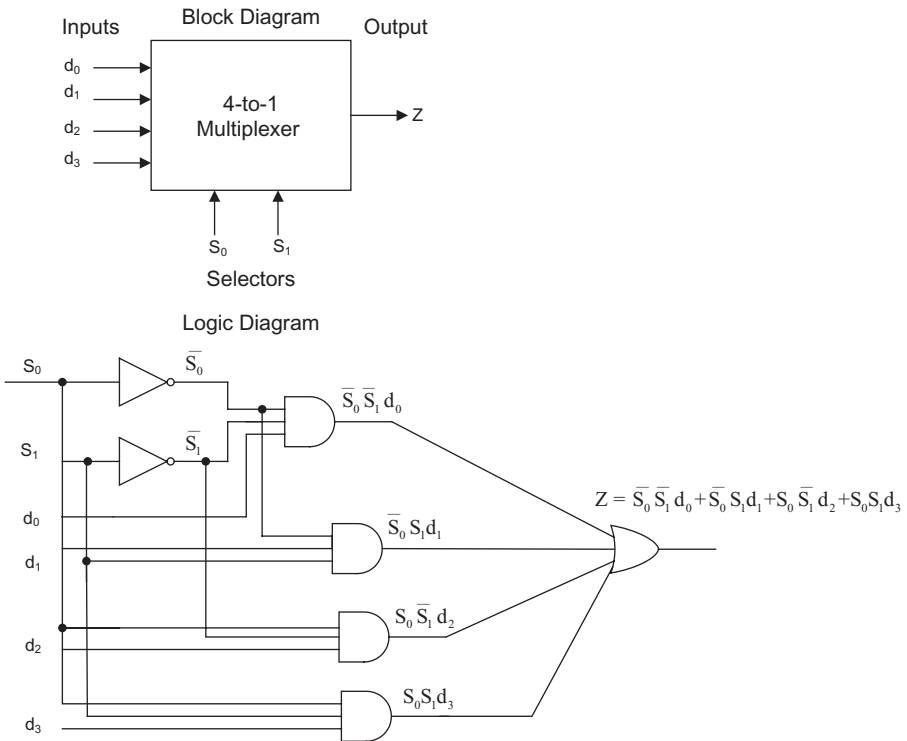 Block Diagram
Inputs
Output
d₀
d₁
d₂
d₃
4-to-1
Multiplexer
Z
S₀ S₁
Selectors
Logic Diagram
S₀
S̅₀
S̅₀ S̅₁ d₀
S₁
S̅₁
Z = S̅₀ S̅₁ d₀ + S̅₀ S₁d₁ + S₀ S̅₁ d₂ + S₀S₁d₃
d₀
S̅₀ S₁d₁
d₁
S₀ S̅₁ d₂
d₂
S₀S₁d₃
d₃